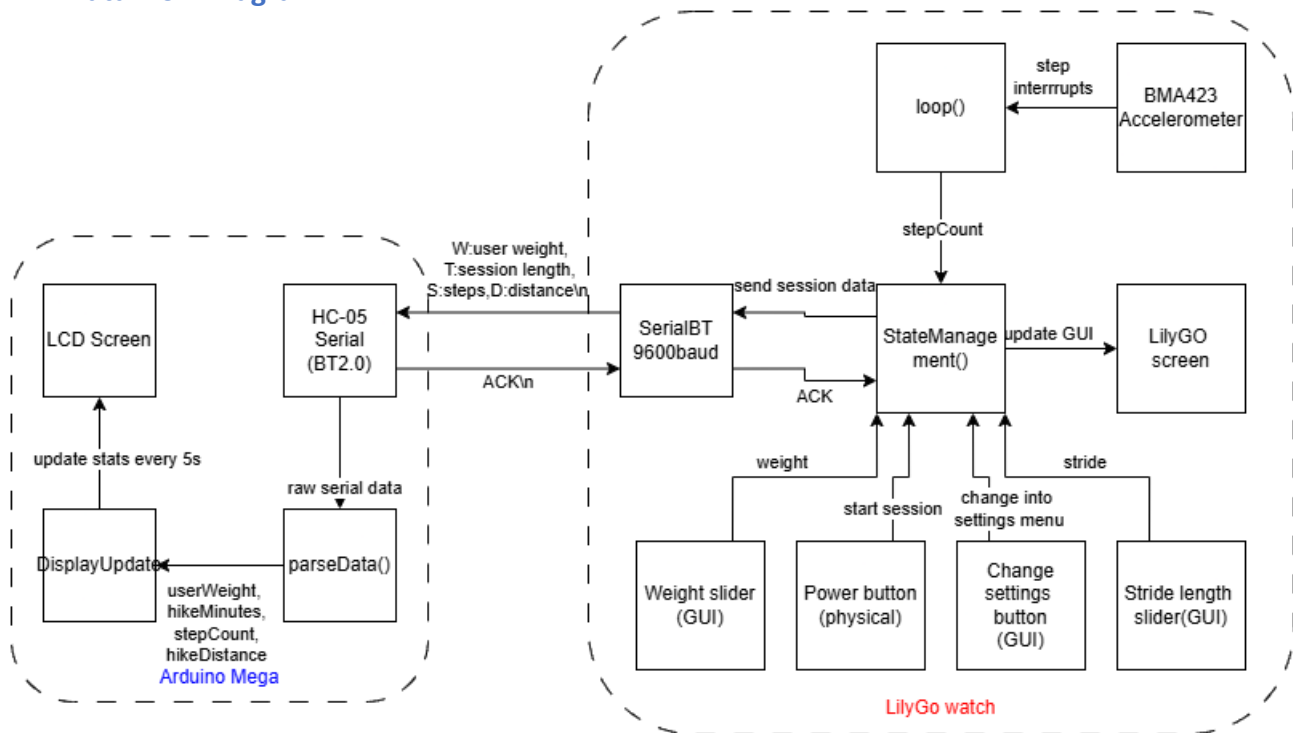 step
interrrupts
loop()
BMA423
Accelerometer
stepCount
W:user weight,
T:session length,
S:steps,D:distance\n
send session data
LCD Screen
HC-05
Serial
(BT2.0)
SerialBT
9600baud
StateManage
ment()
update GUI
LilyGO
screen
ACK\n
ACK
update stats every 5s
raw serial data
weight
stride
start session
change into
settings menu
DisplayUpdate
parseData()
userWeight,
hikeMinutes,
stepCount,
hikeDistance
Arduino Mega
Weight slider
(GUI)
Power button
(physical)
Change
settings
button
(GUI)
Stride length
slider(GUI)
LilyGo watch